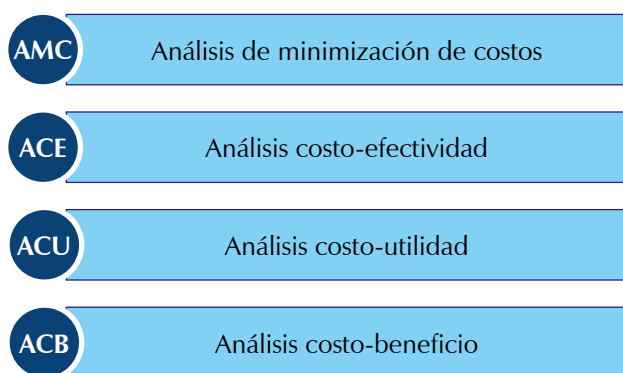 AMC Análisis de minimización de costos
ACE Análisis costo-efectividad
ACU Análisis costo-utilidad
ACB Análisis costo-beneficio